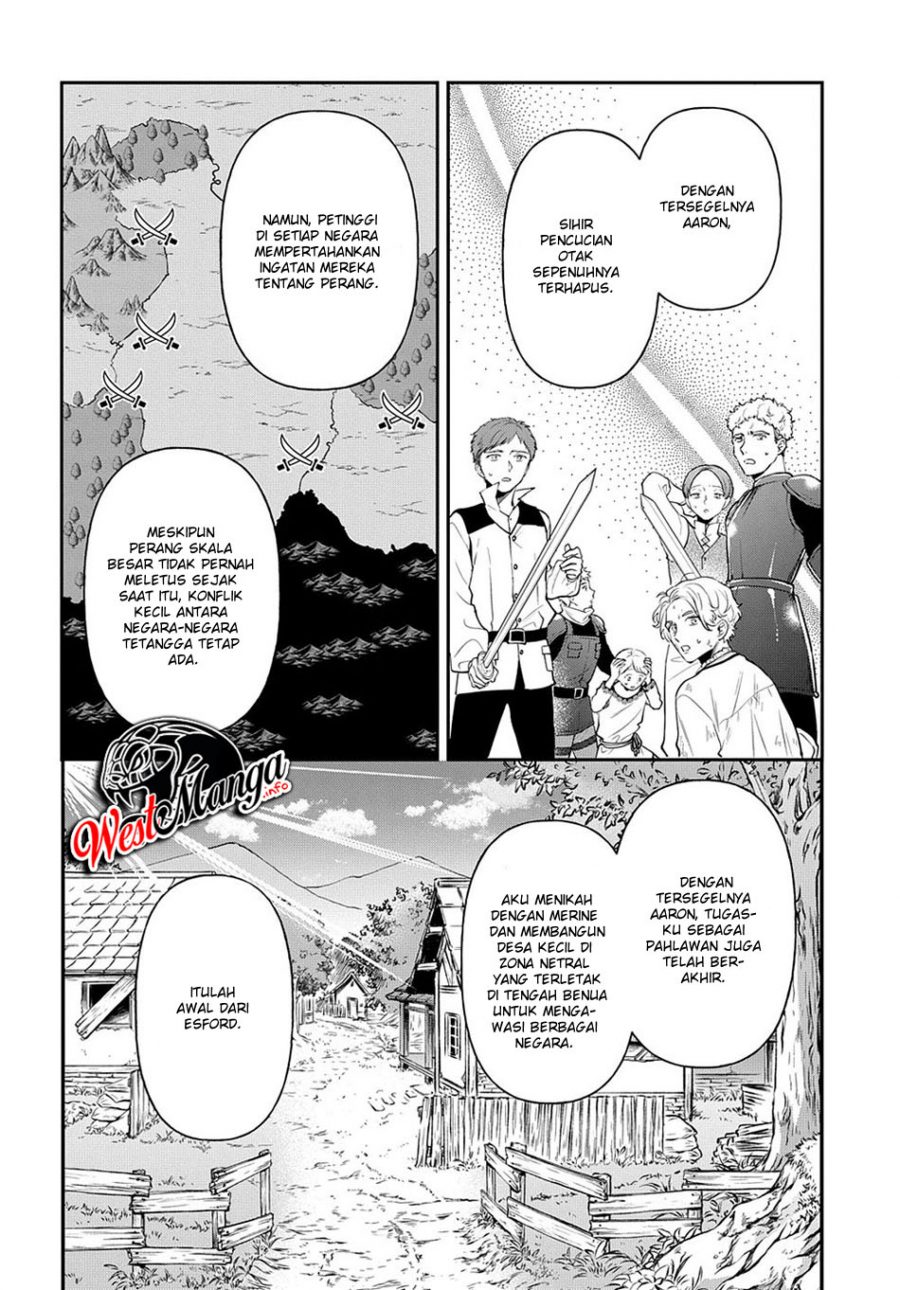 DENGAN
TERSEGELNYA
AARON,
SIHIR
PENCUCIAN
OTAK
SEPENUHNYA
TERHAPUS.
NAMUN, PETINGGI
DI SETIAP NEGARA
MEMPERTAHANKAN
INGATAN MEREKA
TENTANG PERANG.
MESKIPUN
PERANG SKALA
BESAR TIDAK PERNAH
MELETUS SEJAK
SAAT ITU, KONFLIK
KECIL ANTARA
NEGARA-NEGARA
TETANGGA TETAP
ADA.
WestManga
.info
DENGAN
TERSEGELNYA
AARON, TUGAS-
KU SEBAGAI
PAHLAWAN JUGA
TELAH BER-
AKHIR.
AKU MENIKAH
DENGAN MERINE
DAN MEMBANGUN
DESA KECIL DI
ZONA NETRAL
YANG TERLETAK
DI TENGAH BENUA
UNTUK MENGA-
WASI BERBAGAI
NEGARA.
ITULAH
AWAL DARI
ESFORD.